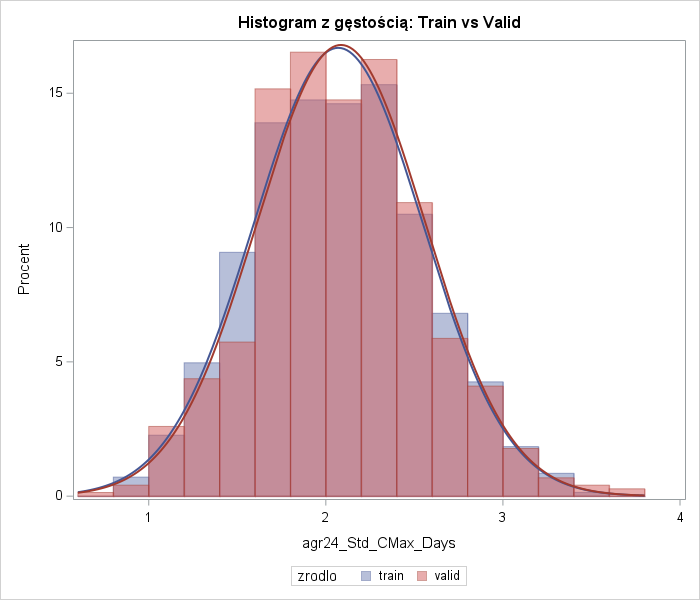 Histogram z gęstością: Train vs Valid
Procent
15
10
5
0
1 2 3 4
agr24_Std_CMax_Days
zrodlo train valid